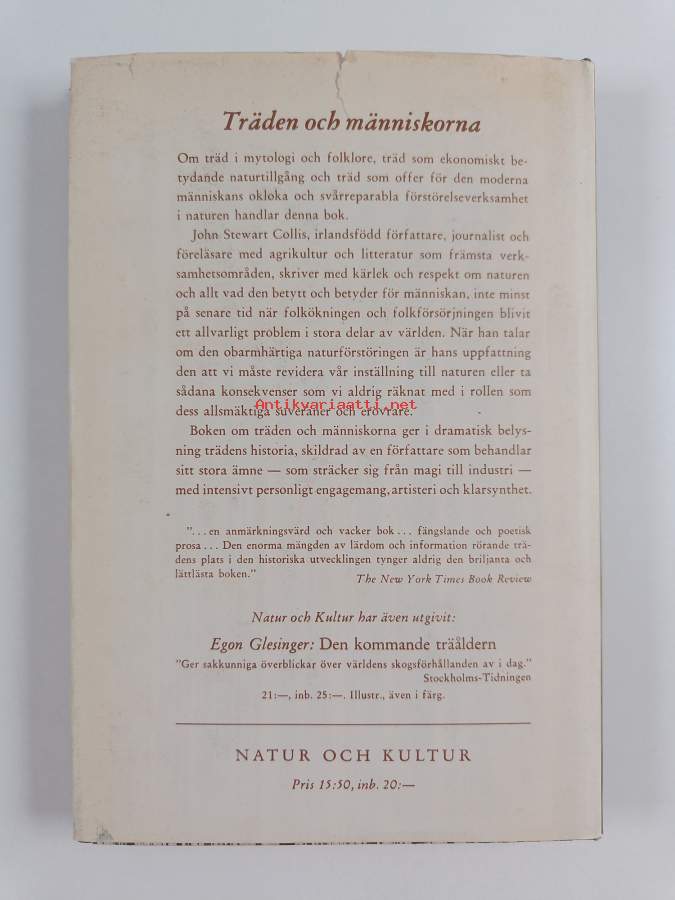 Träden och människorna
Om träd i mytologi och folklore, träd som ekonomiskt be-
tydande naturtillgång och träd som offer för den moderna
människans okloka och svårreparabla förstörelseverksamhet
i naturen handlar denna bok.
John Stewart Collis, irlandsfödd författare, journalist och
föreläsare med agrikultur och litteratur som främsta verk-
samhetsområden, skriver med kärlek och respekt om naturen
och allt vad den betytt och betyder för människan, inte minst
på senare tid när folkökningen och folkförsörjningen blivit
ett allvarligt problem i stora delar av världen. När han talar
om den obarmhärtiga naturförstöringen är hans uppfattning
den att vi måste revidera vår inställning till naturen eller ta
sådana konsekvenser som vi aldrig räknat med i rollen som
dess allsmäktiga suveräner och erövrare.
Antikvariaatti.net
Boken om träden och människorna ger i dramatisk belys-
ning trädens historia, skildrad av en författare som behandlar
sitt stora ämne — som sträcker sig från magi till industri —
med intensivt personligt engagemang, artisteri och klarsynthet.
"... en anmärkningsvärd och vacker bok ... fängslande och poetisk
prosa ... Den enorma mängden av lärdom och information rörande trä-
dens plats i den historiska utvecklingen tynger aldrig den briljanta och
lättlästa boken."
The New York Times Book Review
Natur och Kultur har även utgivit:
Egon Glesinger: Den kommande träåldern
"Ger sakkunniga överblickar över världens skogsförhållanden av i dag."
Stockholms-Tidningen
21:—, inb. 25:—. Illustr., även i färg.
NATUR OCH KULTUR
Pris 15:50, inb. 20:—